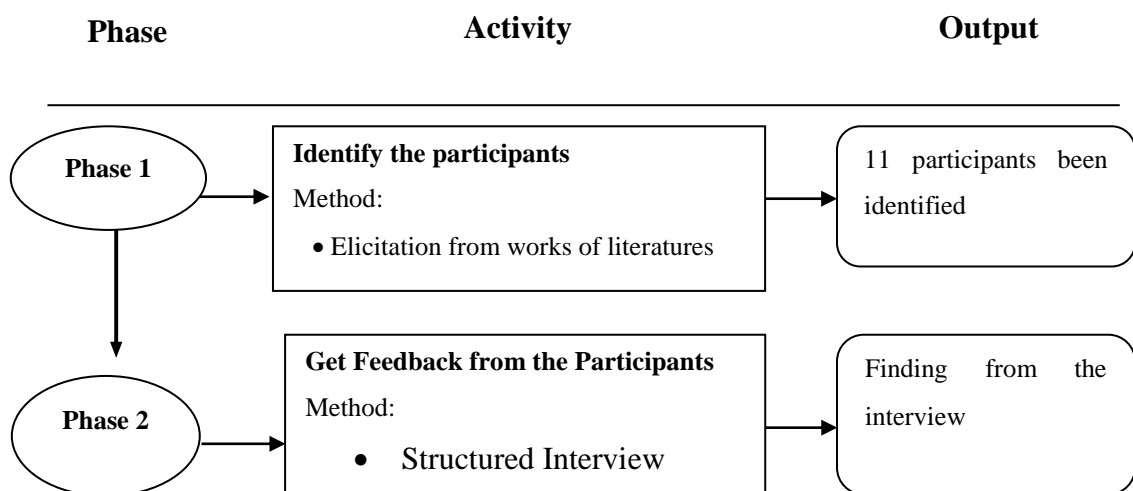 Phase Activity Output
Phase 1
Identify the participants
Method:
• Elicitation from works of literatures
11 participants been
identified
Phase 2
Get Feedback from the Participants
Method:
• Structured Interview
Finding from the
interview